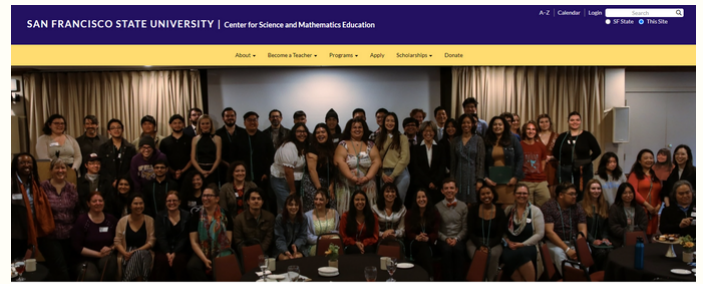 A-Z Calendar Login Search
SAN FRANCISCO STATE UNIVERSITY | Center for Science and Mathematics Education
SF State This Site
About Become a Teacher Programs Apply Scholarships Donate